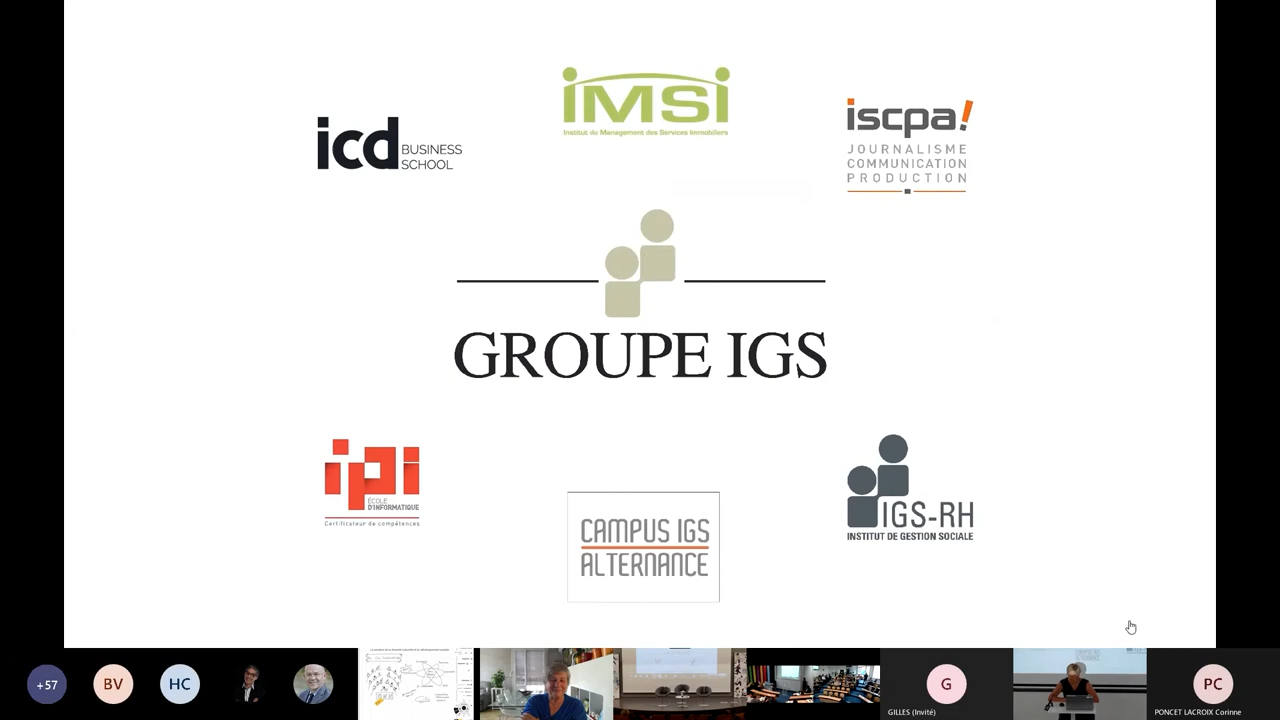 iMSi
Institut du Management des Services Immobiliers
icd BUSINESS
SCHOOL
iscpa!
JOURNALISME
COMMUNICATION
PRODUCTION
GROUPE IGS
ipi
ÉCOLE
D'INFORMATIQUE
Certificateur de compétences
CAMPUS IGS
ALTERNANCE
IGS-RH
INSTITUT DE GESTION SOCIALE
+57
BV
HC
G
GILLES (Invité)
PC
PONCET LACROIX Corinne